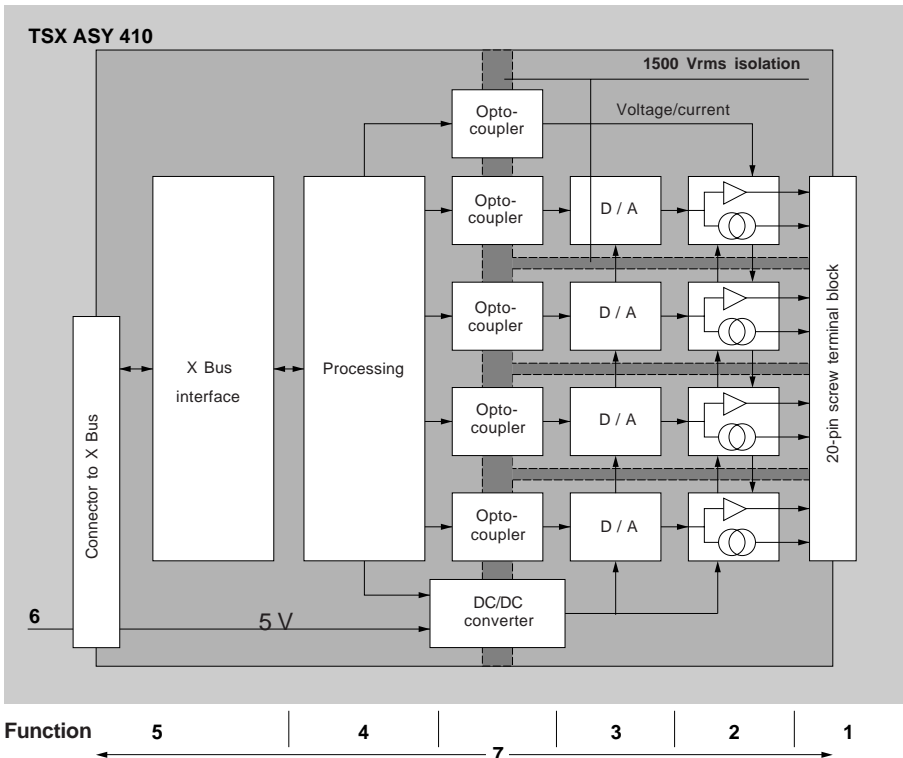 TSX ASY 410
1500 Vrms isolation
Opto-
coupler
Voltage/current
Opto-
coupler
D / A
Opto-
coupler
D / A
Opto-
coupler
D / A
Opto-
coupler
D / A
Connector to X Bus
X Bus
interface
Processing
20-pin screw terminal block
DC/DC
converter
6
5 V
Function 5 4 3 2 1
7